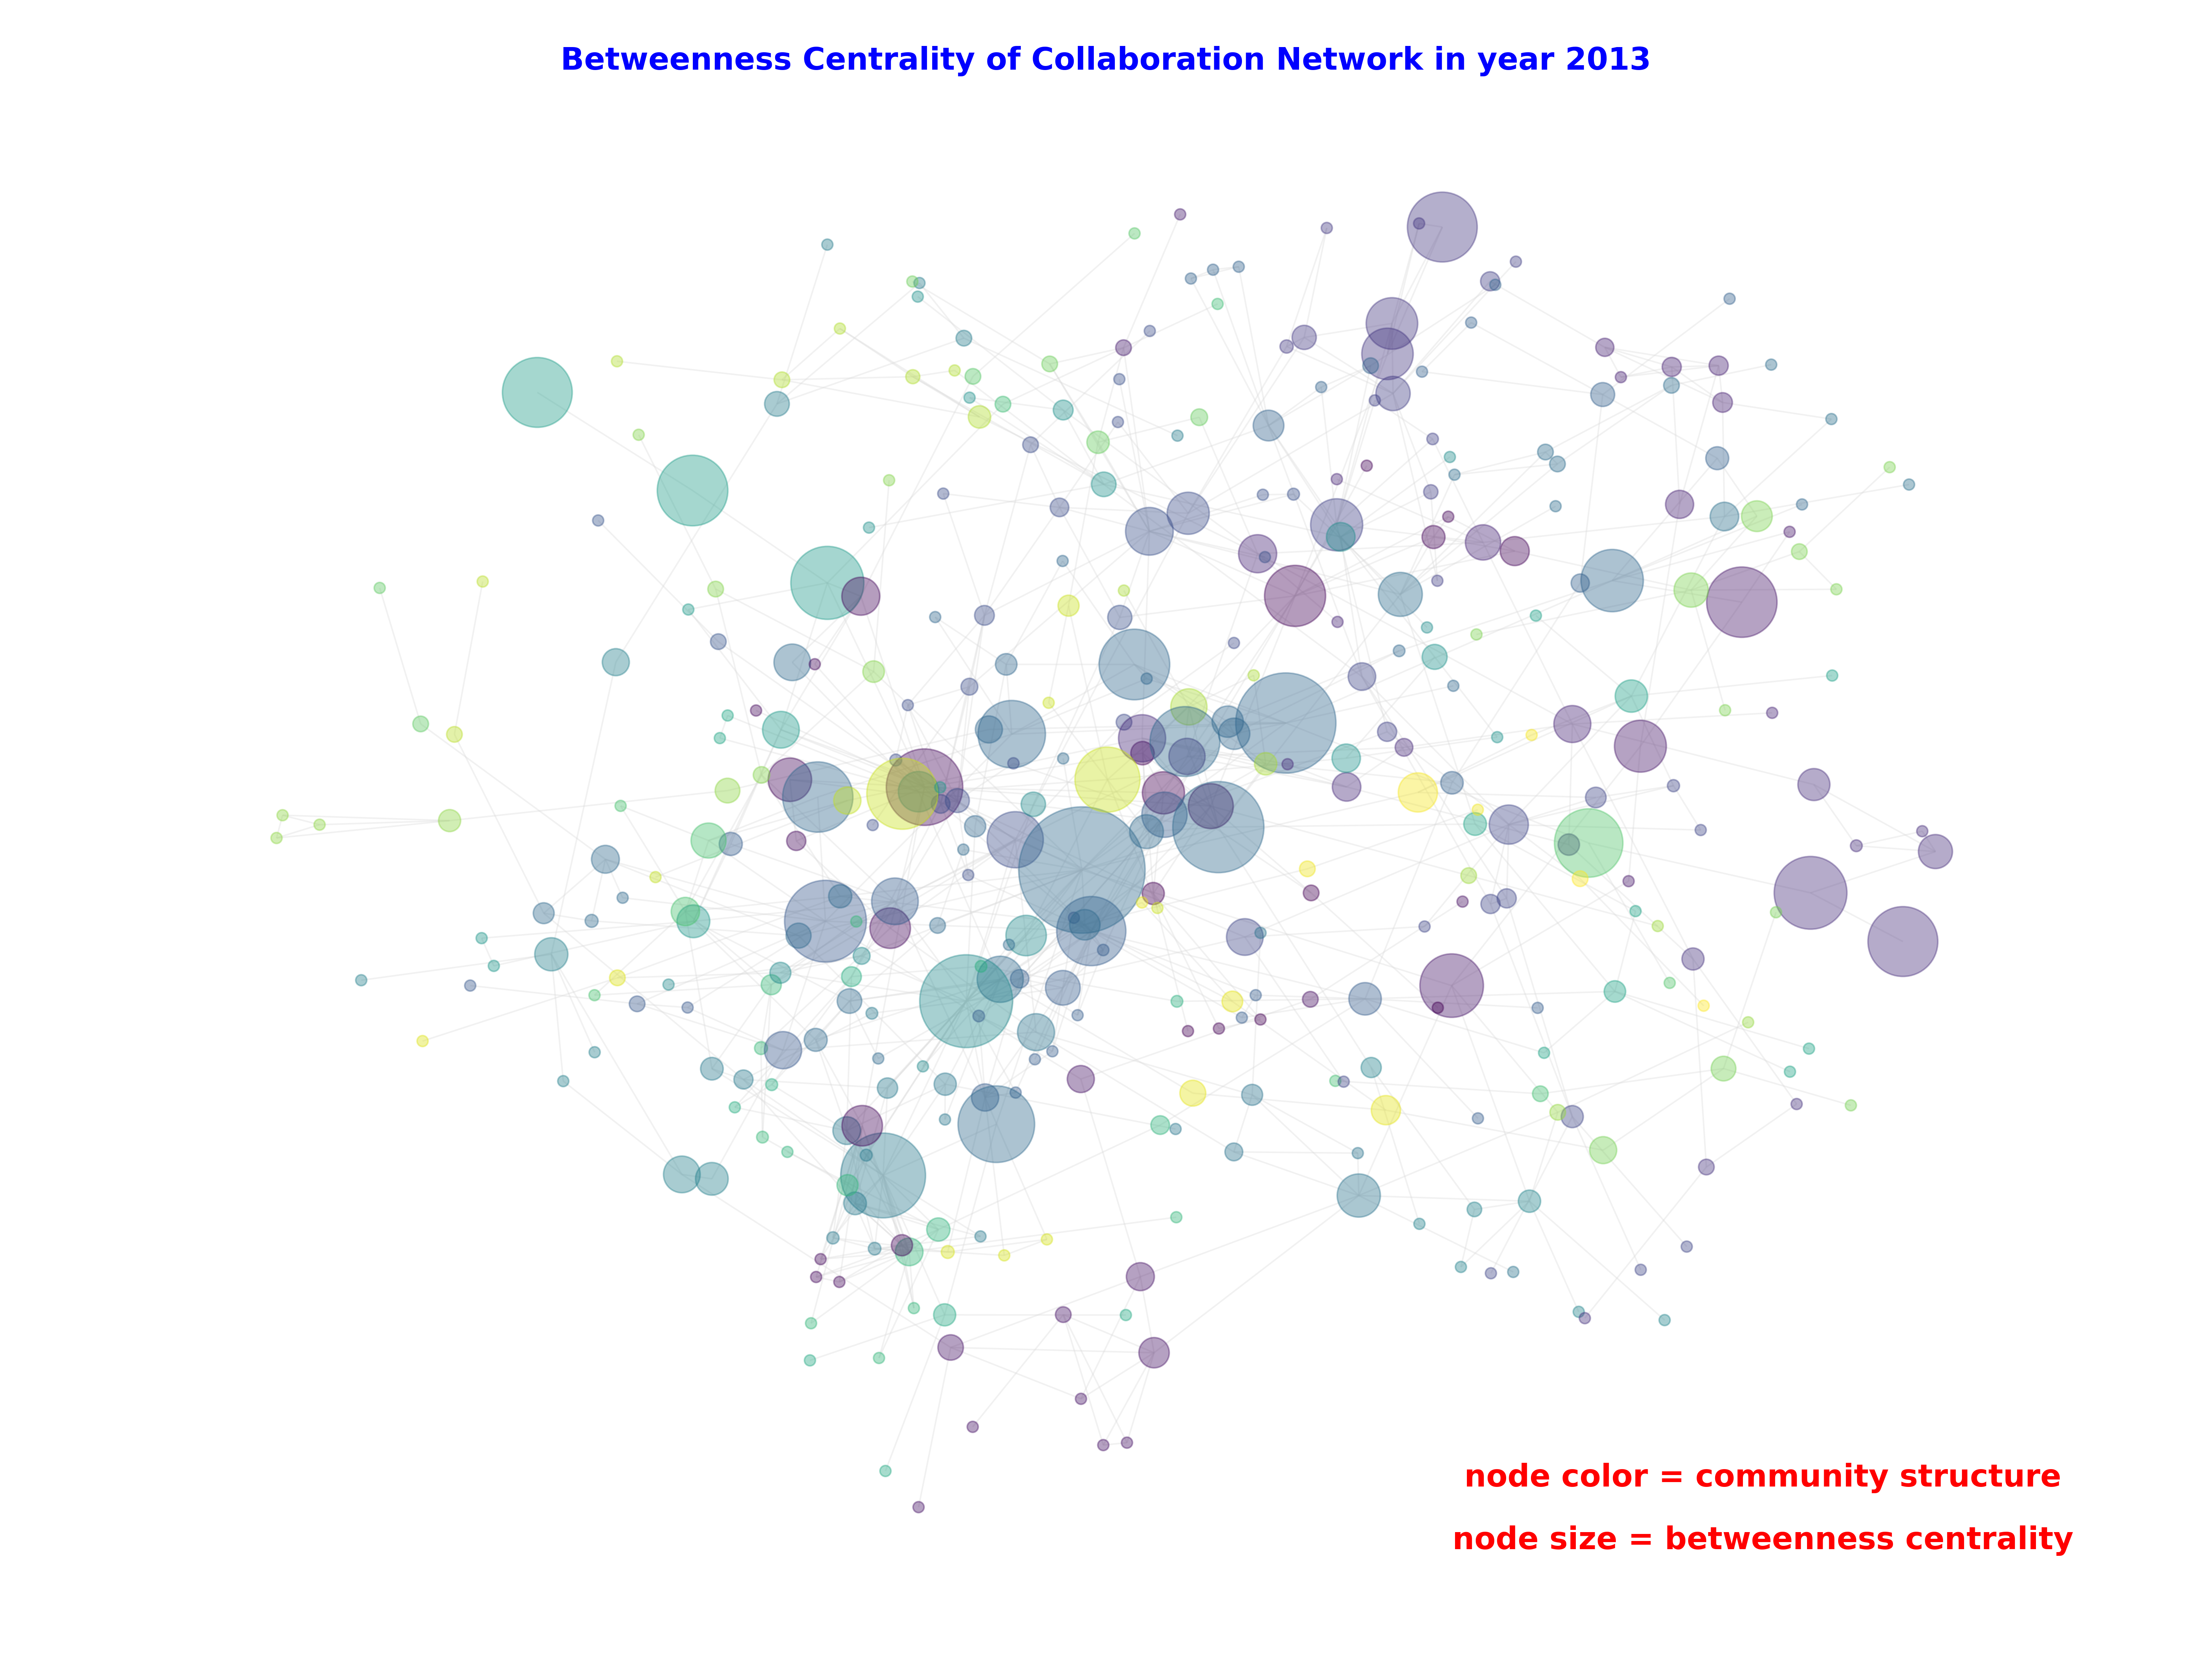 Betweenness Centrality of Collaboration Network in year 2013
node color = community structure
node size = betweenness centrality